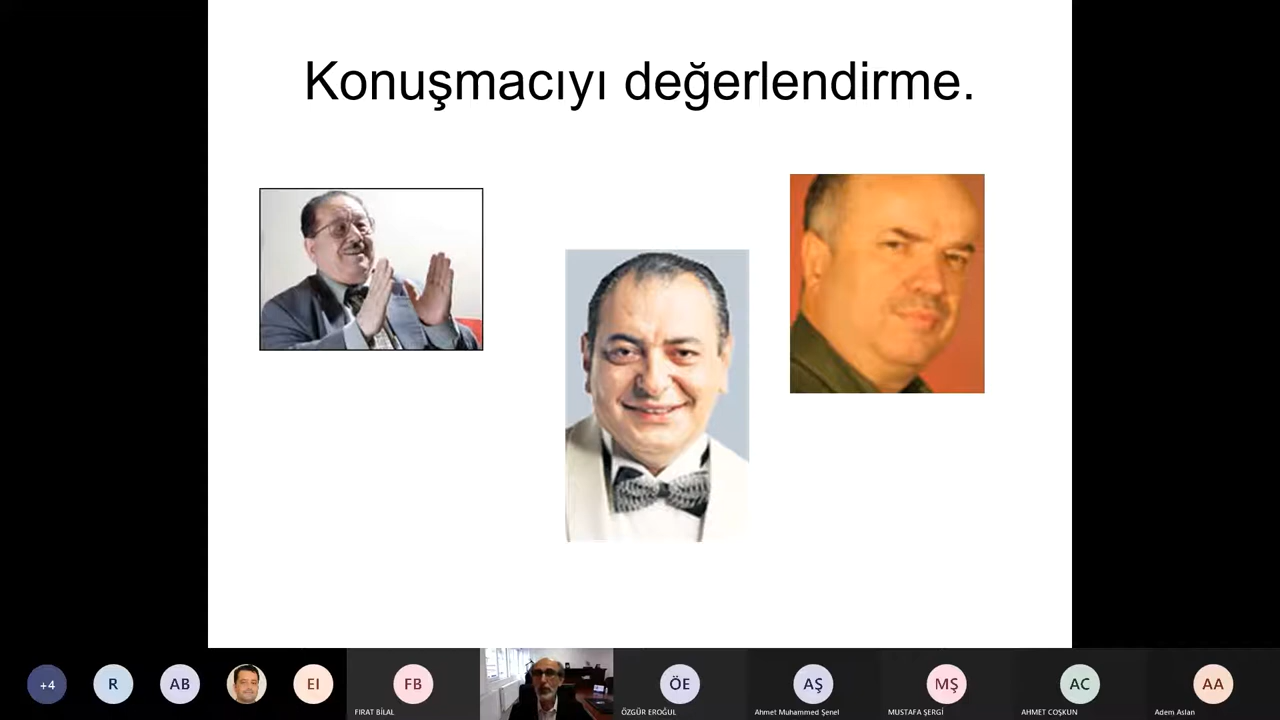 Konuşmacıyı değerlendirme.
+4
R
AB
EI
FB
FIRAT BİLAL
ÖE
ÖZGÜR EROĞUL
AŞ
Ahmet Muhammed Şenel
MŞ
MUSTAFA ŞERGİ
AC
AHMET COŞKUN
AA
Adem Aslan